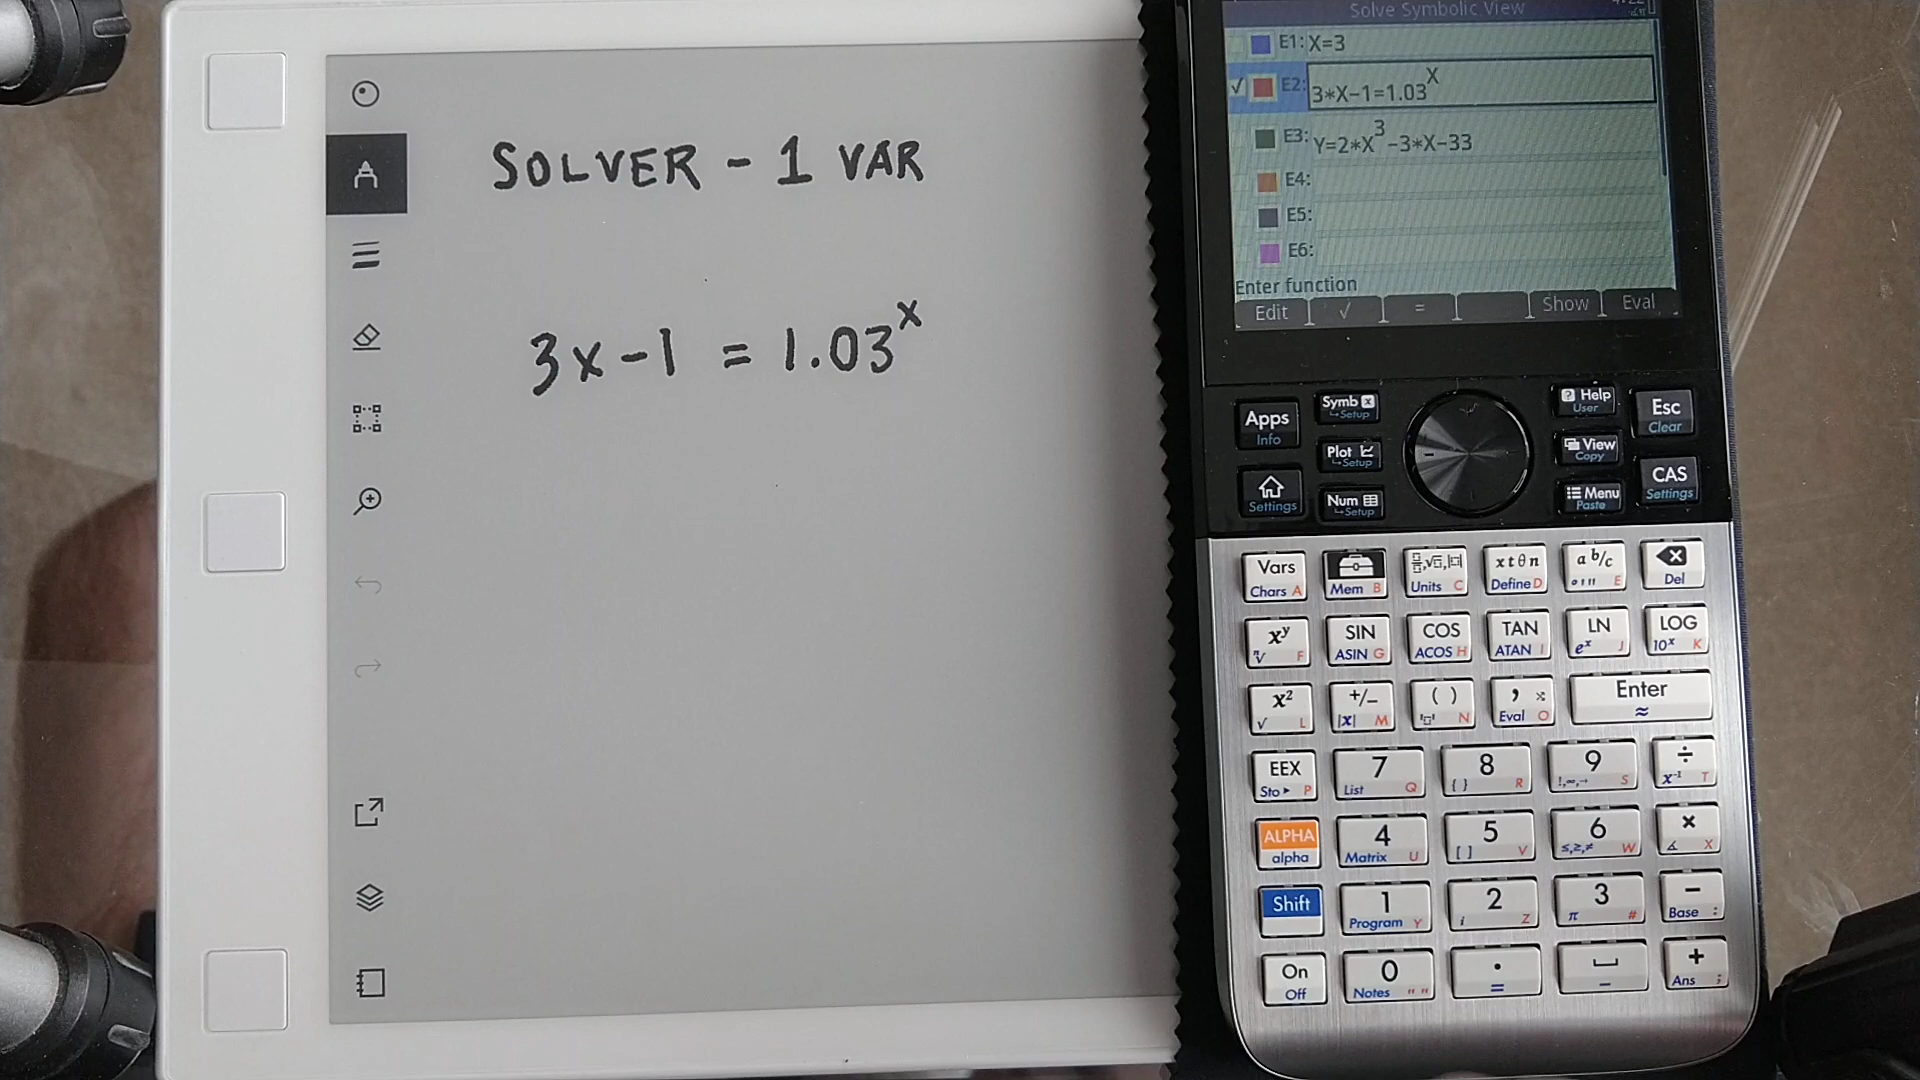 SOLVER - 1 VAR
3x-1 = 1.03^x
Solve Symbolic View
E1: X=3
√ E2: 3*X-1=1.03^X
E3: Y=2*X^3-3*X-33
E4:
E5:
E6:
Enter function
Edit √ = Show Eval
Apps Info
Symb Setup
Plot Setup
Num Setup
Settings
Help User
View Copy
Menu Paste
Esc Clear
CAS Settings
Vars Chars A
Mem B
Units C
x t θ n Define D
a b/c E
Del
x^y n√ F
SIN ASIN G
COS ACOS H
TAN ATAN I
LN e^x J
LOG 10^x K
x² √ L
+/- |x| M
( ) N
, Eval O
Enter ≈
EEX Sto ▸ P
7 List Q
8 { } R
9 !,∞,→ S
÷ x^-1 T
ALPHA alpha
4 Matrix U
5 [ ] V
6 ≤,≥,≠ W
× ∡ X
Shift
1 Program Y
2 i Z
3 π #
- Base :
On Off
0 Notes " "
. =
_
+ Ans ;